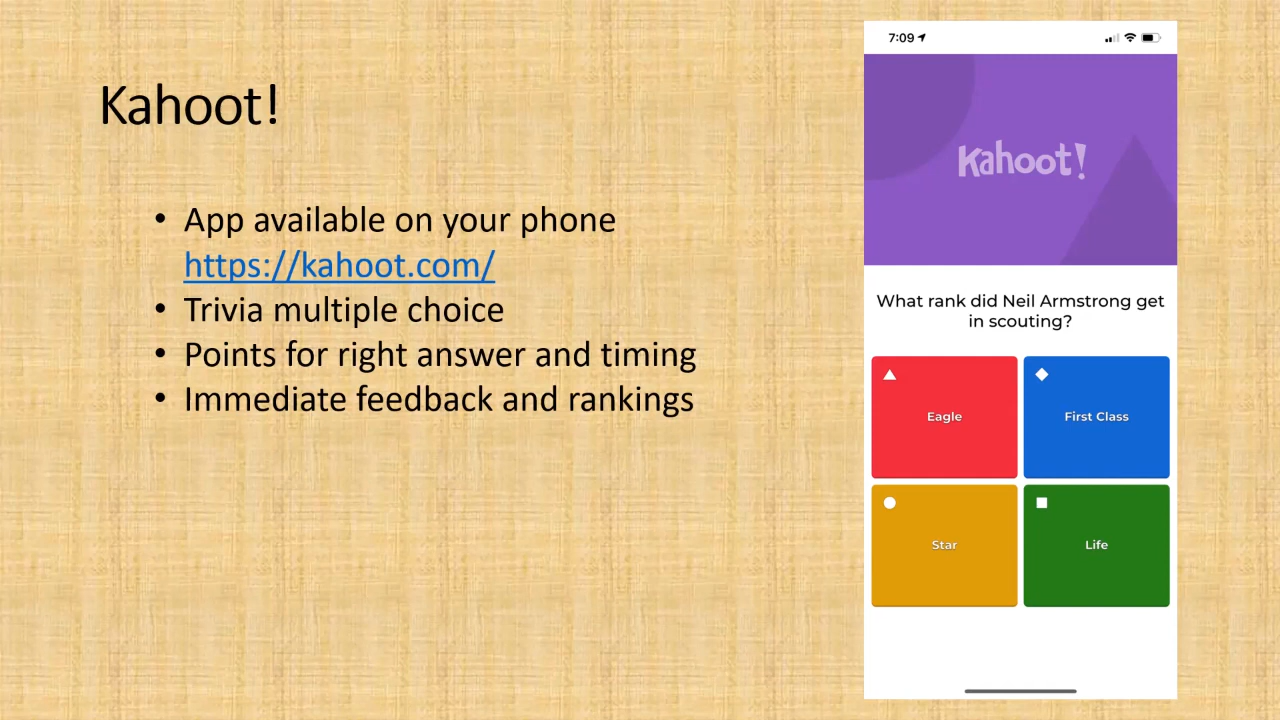 Kahoot!
• App available on your phone
https://kahoot.com/
• Trivia multiple choice
• Points for right answer and timing
• Immediate feedback and rankings
7:09
Kahoot!
What rank did Neil Armstrong get
in scouting?
Eagle
First Class
Star
Life